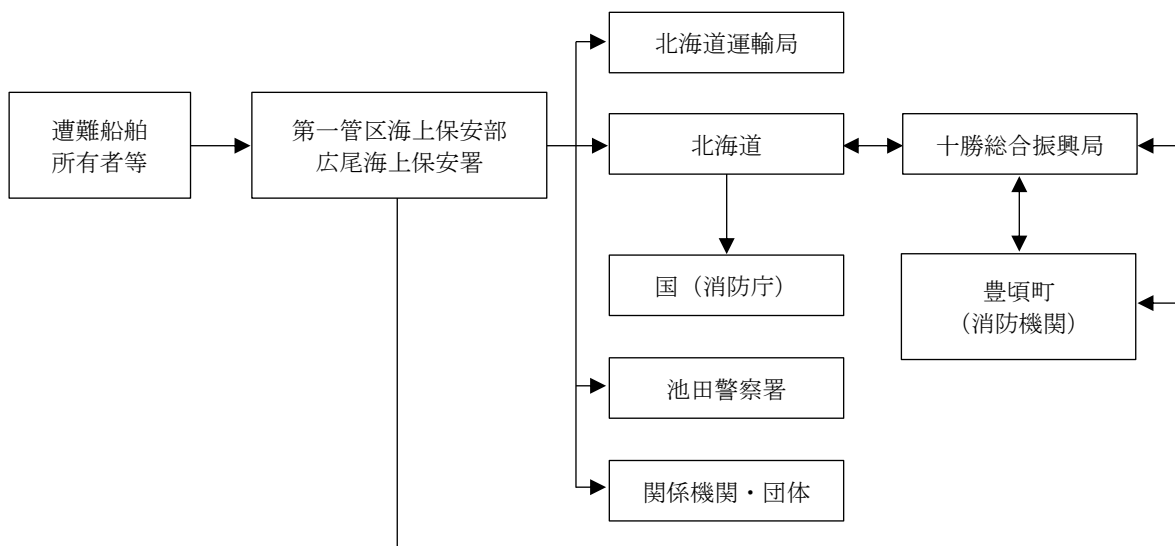 北海道運輸局
遭難船舶
所有者等
第一管区海上保安部
広尾海上保安署
北海道
十勝総合振興局
国（消防庁）
豊頃町
（消防機関）
池田警察署
関係機関・団体